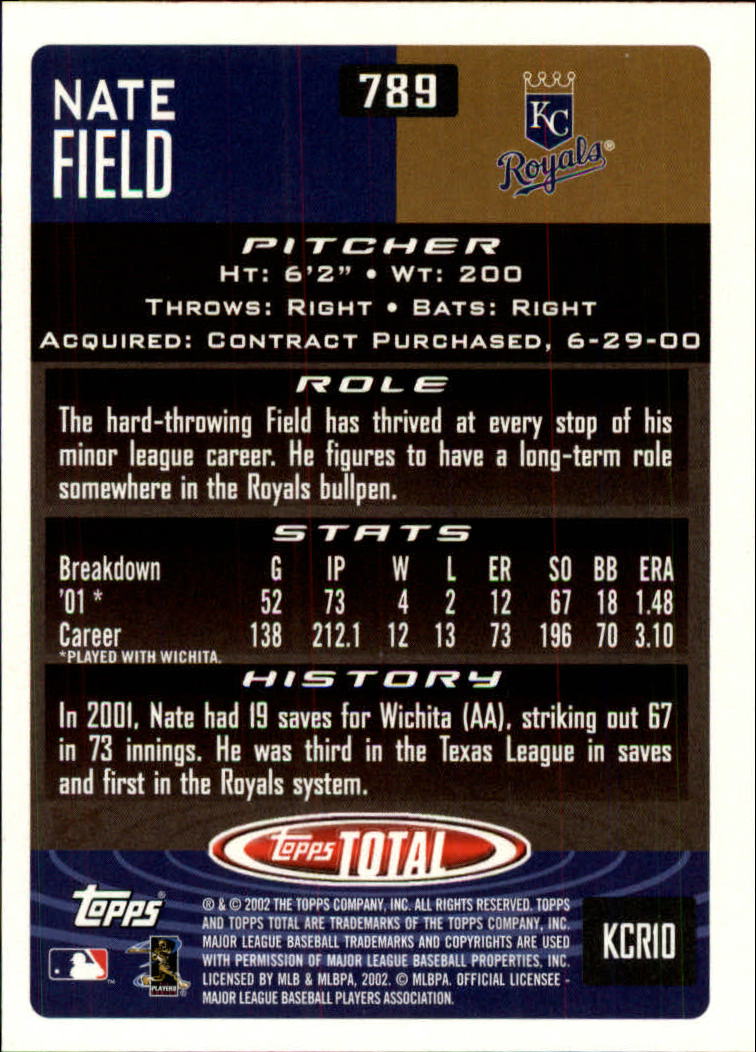 NATE
FIELD
789
KC
Royals®
PITCHER
HT: 6'2" • WT: 200
THROWS: RIGHT • BATS: RIGHT
ACQUIRED: CONTRACT PURCHASED, 6-29-00
ROLE
The hard-throwing Field has thrived at every stop of his
minor league career. He figures to have a long-term role
somewhere in the Royals bullpen.
STATS
Breakdown G IP W L ER SO BB ERA
'01 * 52 73 4 2 12 67 18 1.48
Career 138 212.1 12 13 73 196 70 3.10
*PLAYED WITH WICHITA.
HISTORY
In 2001, Nate had 19 saves for Wichita (AA), striking out 67
in 73 innings. He was third in the Texas League in saves
and first in the Royals system.
Topps TOTAL
Topps®
® & © 2002 THE TOPPS COMPANY, INC. ALL RIGHTS RESERVED. TOPPS
AND TOPPS TOTAL ARE TRADEMARKS OF THE TOPPS COMPANY, INC.
MAJOR LEAGUE BASEBALL TRADEMARKS AND COPYRIGHTS ARE USED
WITH PERMISSION OF MAJOR LEAGUE BASEBALL PROPERTIES, INC.
LICENSED BY MLB & MLBPA, 2002. © MLBPA. OFFICIAL LICENSEE -
MAJOR LEAGUE BASEBALL PLAYERS ASSOCIATION.
KCR10
PLAYERS